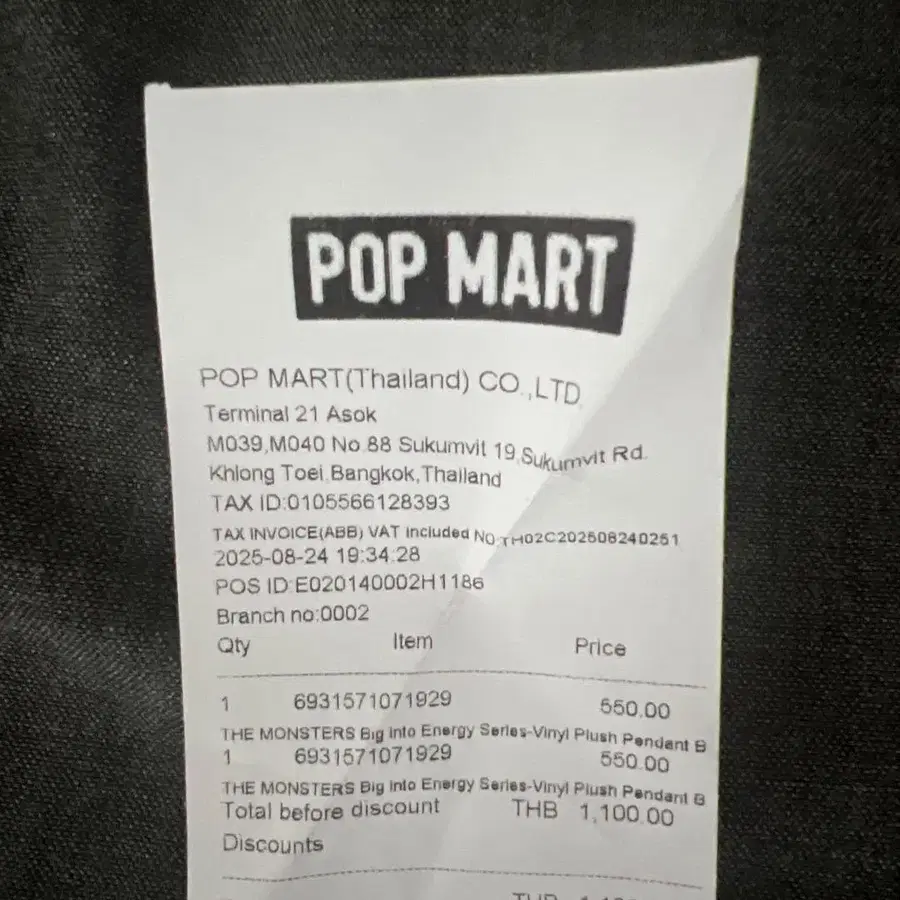 POP MART
POP MART(Thailand) CO.,LTD.
Terminal 21 Asok
M039,M040 No.88 Sukumvit 19,Sukumvit Rd.
Khlong Toei,Bangkok,Thailand
TAX ID:0105566128393
TAX INVOICE(ABB) VAT included NO:TH02C202508240251
2025-08-24 19:34:28
POS ID:E020140002H1186
Branch no:0002
Qty Item Price
1 6931571071929 550.00
THE MONSTERS Big into Energy Series-Vinyl Plush Pendant B
1 6931571071929 550.00
THE MONSTERS Big into Energy Series-Vinyl Plush Pendant B
Total before discount THB 1,100.00
Discounts